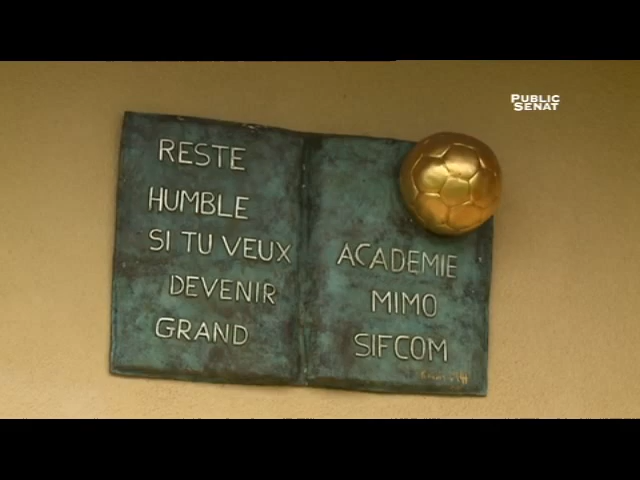 PUBLIC
SENAT
RESTE
HUMBLE
SI TU VEUX
DEVENIR
GRAND
ACADEMIE
MIMO
SIFCOM